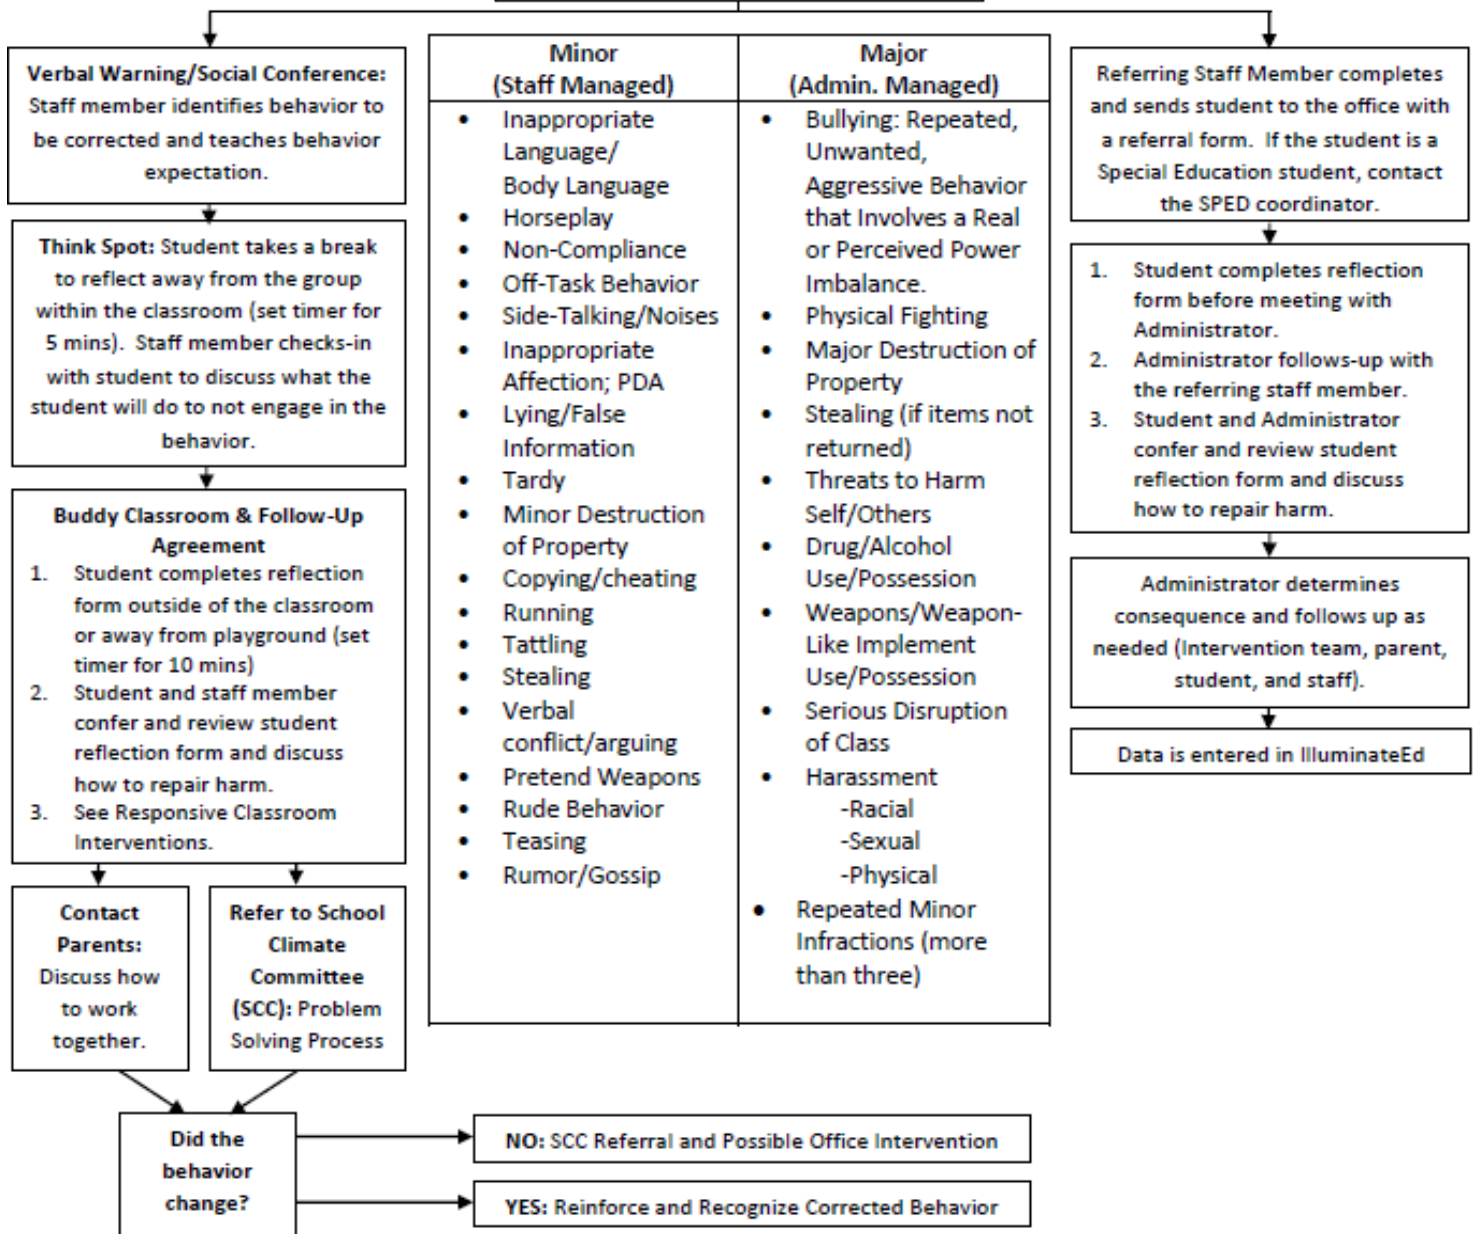 Verbal Warning/Social Conference:
Staff member identifies behavior to
be corrected and teaches behavior
expectation.
Think Spot: Student takes a break
to reflect away from the group
within the classroom (set timer for
5 mins). Staff member checks-in
with student to discuss what the
student will do to not engage in the
behavior.
Buddy Classroom & Follow-Up
Agreement
1. Student completes reflection
form outside of the classroom
or away from playground (set
timer for 10 mins)
2. Student and staff member
confer and review student
reflection form and discuss
how to repair harm.
3. See Responsive Classroom
Interventions.
Contact
Parents:
Discuss how
to work
together.
Refer to School
Climate
Committee
(SCC): Problem
Solving Process
Did the
behavior
change?
NO: SCC Referral and Possible Office Intervention
YES: Reinforce and Recognize Corrected Behavior
Minor
(Staff Managed)
• Inappropriate
Language/
Body Language
• Horseplay
• Non-Compliance
• Off-Task Behavior
• Side-Talking/Noises
• Inappropriate
Affection; PDA
• Lying/False
Information
• Tardy
• Minor Destruction
of Property
• Copying/cheating
• Running
• Tattling
• Stealing
• Verbal
conflict/arguing
• Pretend Weapons
• Rude Behavior
• Teasing
• Rumor/Gossip
Major
(Admin. Managed)
• Bullying: Repeated,
Unwanted,
Aggressive Behavior
that Involves a Real
or Perceived Power
Imbalance.
• Physical Fighting
• Major Destruction of
Property
• Stealing (if items not
returned)
• Threats to Harm
Self/Others
• Drug/Alcohol
Use/Possession
• Weapons/Weapon-
Like Implement
Use/Possession
• Serious Disruption
of Class
• Harassment
-Racial
-Sexual
-Physical
• Repeated Minor
Infractions (more
than three)
Referring Staff Member completes
and sends student to the office with
a referral form. If the student is a
Special Education student, contact
the SPED coordinator.
1. Student completes reflection
form before meeting with
Administrator.
2. Administrator follows-up with
the referring staff member.
3. Student and Administrator
confer and review student
reflection form and discuss
how to repair harm.
Administrator determines
consequence and follows up as
needed (Intervention team, parent,
student, and staff).
Data is entered in IlluminateEd